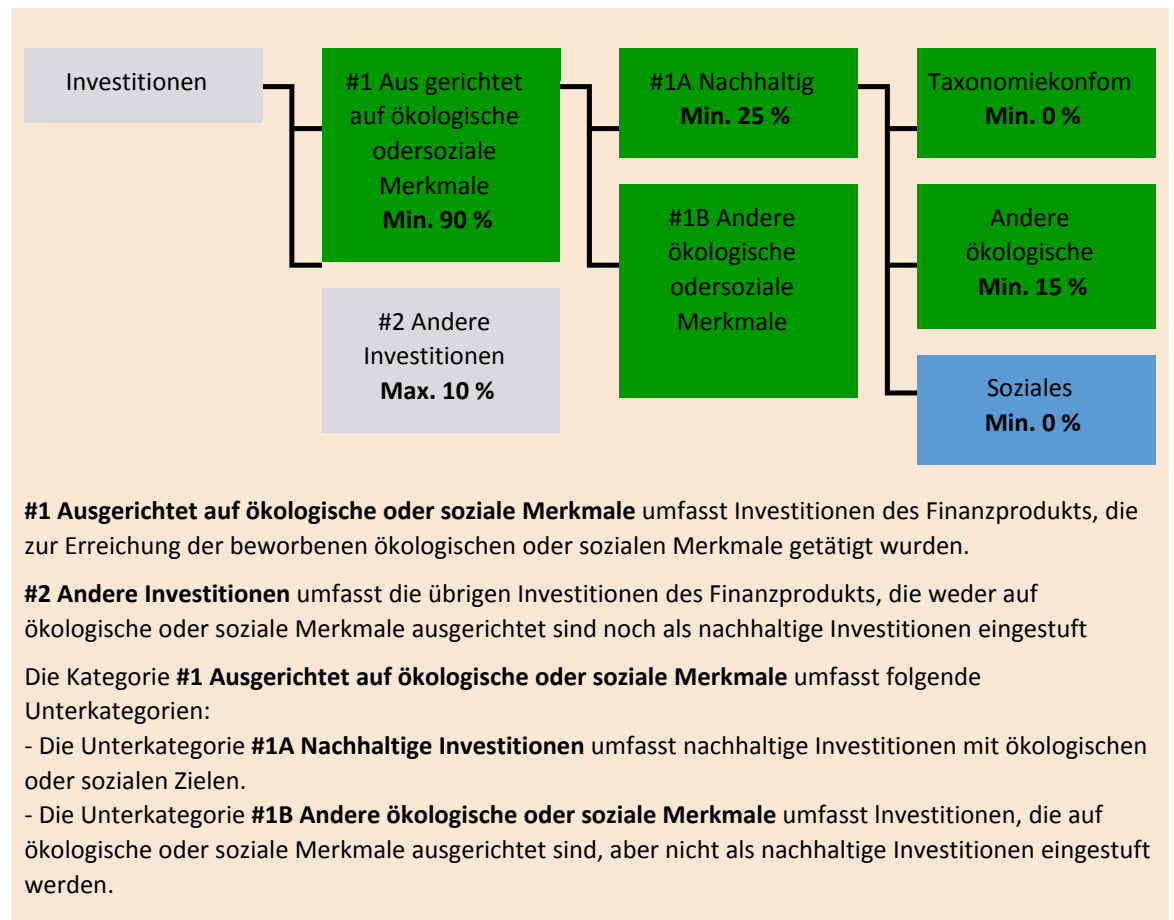 Investitionen
#1 Aus gerichtet
auf ökologische
odersoziale
Merkmale
Min. 90 %
#2 Andere
Investitionen
Max. 10 %
#1A Nachhaltig
Min. 25 %
#1B Andere
ökologische
odersoziale
Merkmale
Taxonomiekonfom
Min. 0 %
Andere
ökologische
Min. 15 %
Soziales
Min. 0 %
#1 Ausgerichtet auf ökologische oder soziale Merkmale umfasst Investitionen des Finanzprodukts, die
zur Erreichung der beworbenen ökologischen oder sozialen Merkmale getätigt wurden.
#2 Andere Investitionen umfasst die übrigen Investitionen des Finanzprodukts, die weder auf
ökologische oder soziale Merkmale ausgerichtet sind noch als nachhaltige Investitionen eingestuft
Die Kategorie #1 Ausgerichtet auf ökologische oder soziale Merkmale umfasst folgende
Unterkategorien:
- Die Unterkategorie #1A Nachhaltige Investitionen umfasst nachhaltige Investitionen mit ökologischen
oder sozialen Zielen.
- Die Unterkategorie #1B Andere ökologische oder soziale Merkmale umfasst lnvestitionen, die auf
ökologische oder soziale Merkmale ausgerichtet sind, aber nicht als nachhaltige Investitionen eingestuft
werden.